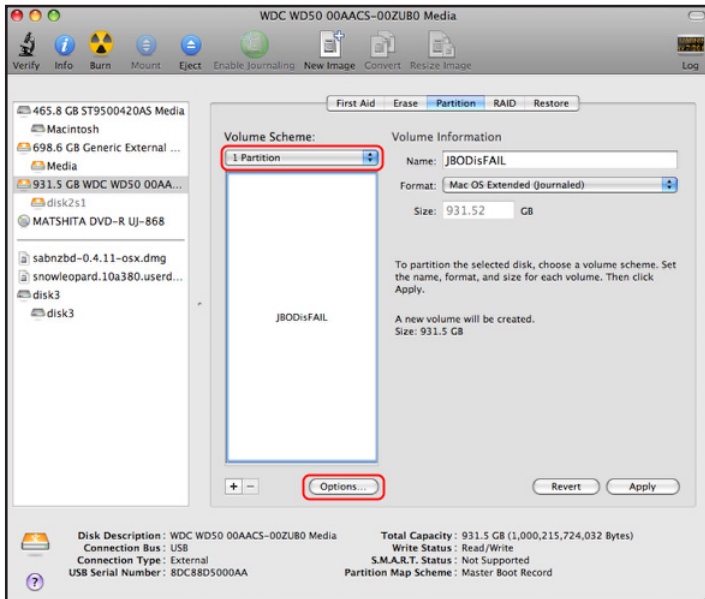 WDC WD50 00AACS-00ZUB0 Media
Verify Info Burn Mount Eject Enable Journaling New Image Convert Resize Image Log
465.8 GB ST9500420AS Media
Macintosh
698.6 GB Generic External ...
Media
931.5 GB WDC WD50 00AA...
disk2s1
MATSHITA DVD-R UJ-868
sabnzbd-0.4.11-osx.dmg
snowleopard.10a380.userd...
disk3
disk3
First Aid Erase Partition RAID Restore
Volume Scheme:
1 Partition
JBODisFAIL
+ −
Options...
Volume Information
Name: JBODisFAIL
Format: Mac OS Extended (Journaled)
Size: 931.52 GB
To partition the selected disk, choose a volume scheme. Set
the name, format, and size for each volume. Then click
Apply.
A new volume will be created.
Size: 931.5 GB
Revert Apply
Disk Description : WDC WD50 00AACS-00ZUB0 Media
Connection Bus : USB
Connection Type : External
USB Serial Number : 8DC88D5000AA
Total Capacity : 931.5 GB (1,000,215,724,032 Bytes)
Write Status : Read/Write
S.M.A.R.T. Status : Not Supported
Partition Map Scheme : Master Boot Record
?